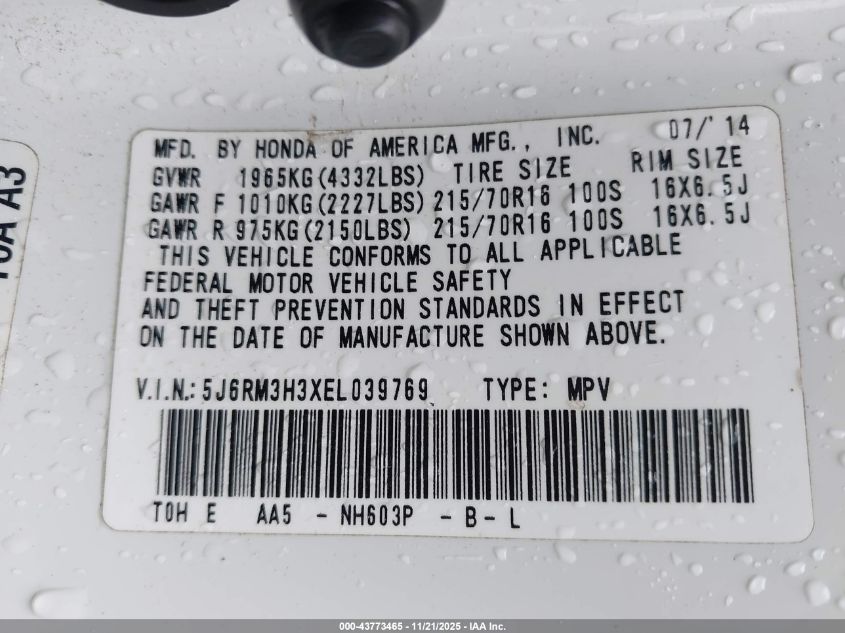 MFD. BY HONDA OF AMERICA MFG., INC. 07/'14
GVWR 1965KG(4332LBS) TIRE SIZE RIM SIZE
GAWR F 1010KG(2227LBS) 215/70R16 100S 16X6.5J
GAWR R 975KG(2150LBS) 215/70R16 100S 16X6.5J
THIS VEHICLE CONFORMS TO ALL APPLICABLE
FEDERAL MOTOR VEHICLE SAFETY
AND THEFT PREVENTION STANDARDS IN EFFECT
ON THE DATE OF MANUFACTURE SHOWN ABOVE.
V.I.N.: 5J6RM3H3XEL039769 TYPE: MPV
T0H E AA5 - NH603P - B - L
A3
000-43773465 - 11/21/2025 - IAA Inc.